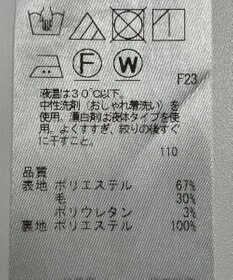 F
W
F23
液温は30℃以下。
中性洗剤(おしゃれ着洗い)を
使用、漂白剤は液体タイプを使
用。よくすすぎ、絞りの後すぐ
に干すこと。
110
品質
表地 ポリエステル 67%
毛 30%
ポリウレタン 3%
裏地 ポリエステル 100%